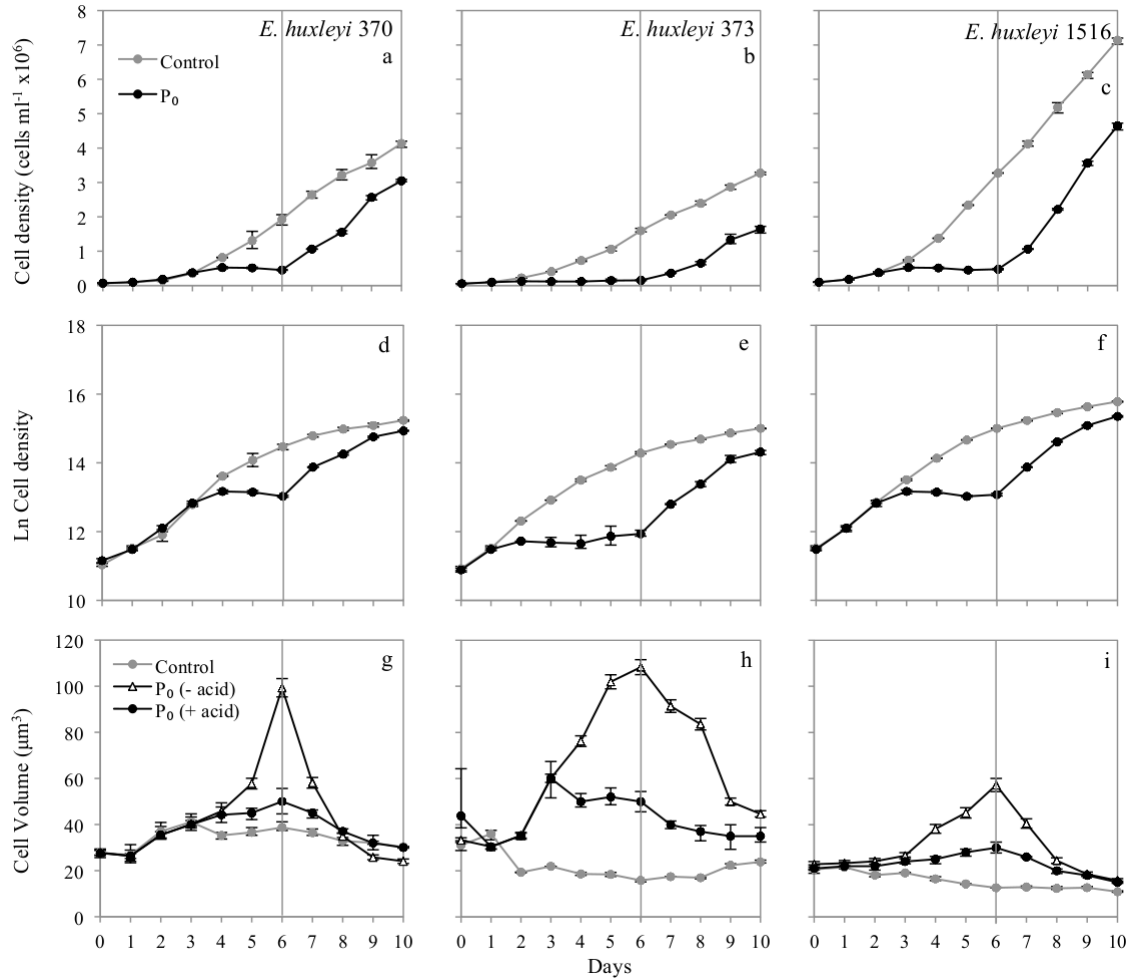 E. huxleyi 370
E. huxleyi 373
E. huxleyi 1516
a
b
c
Control
P₀
Cell density (cells ml⁻¹ x10⁶)
8
7
6
5
4
3
2
1
0
d
e
f
Ln Cell density
18
16
14
12
10
g
h
i
Control
P₀ (- acid)
P₀ (+ acid)
Cell Volume (μm³)
120
100
80
60
40
20
0
0 1 2 3 4 5 6 7 8 9 10
0 1 2 3 4 5 6 7 8 9 10
0 1 2 3 4 5 6 7 8 9 10
Days